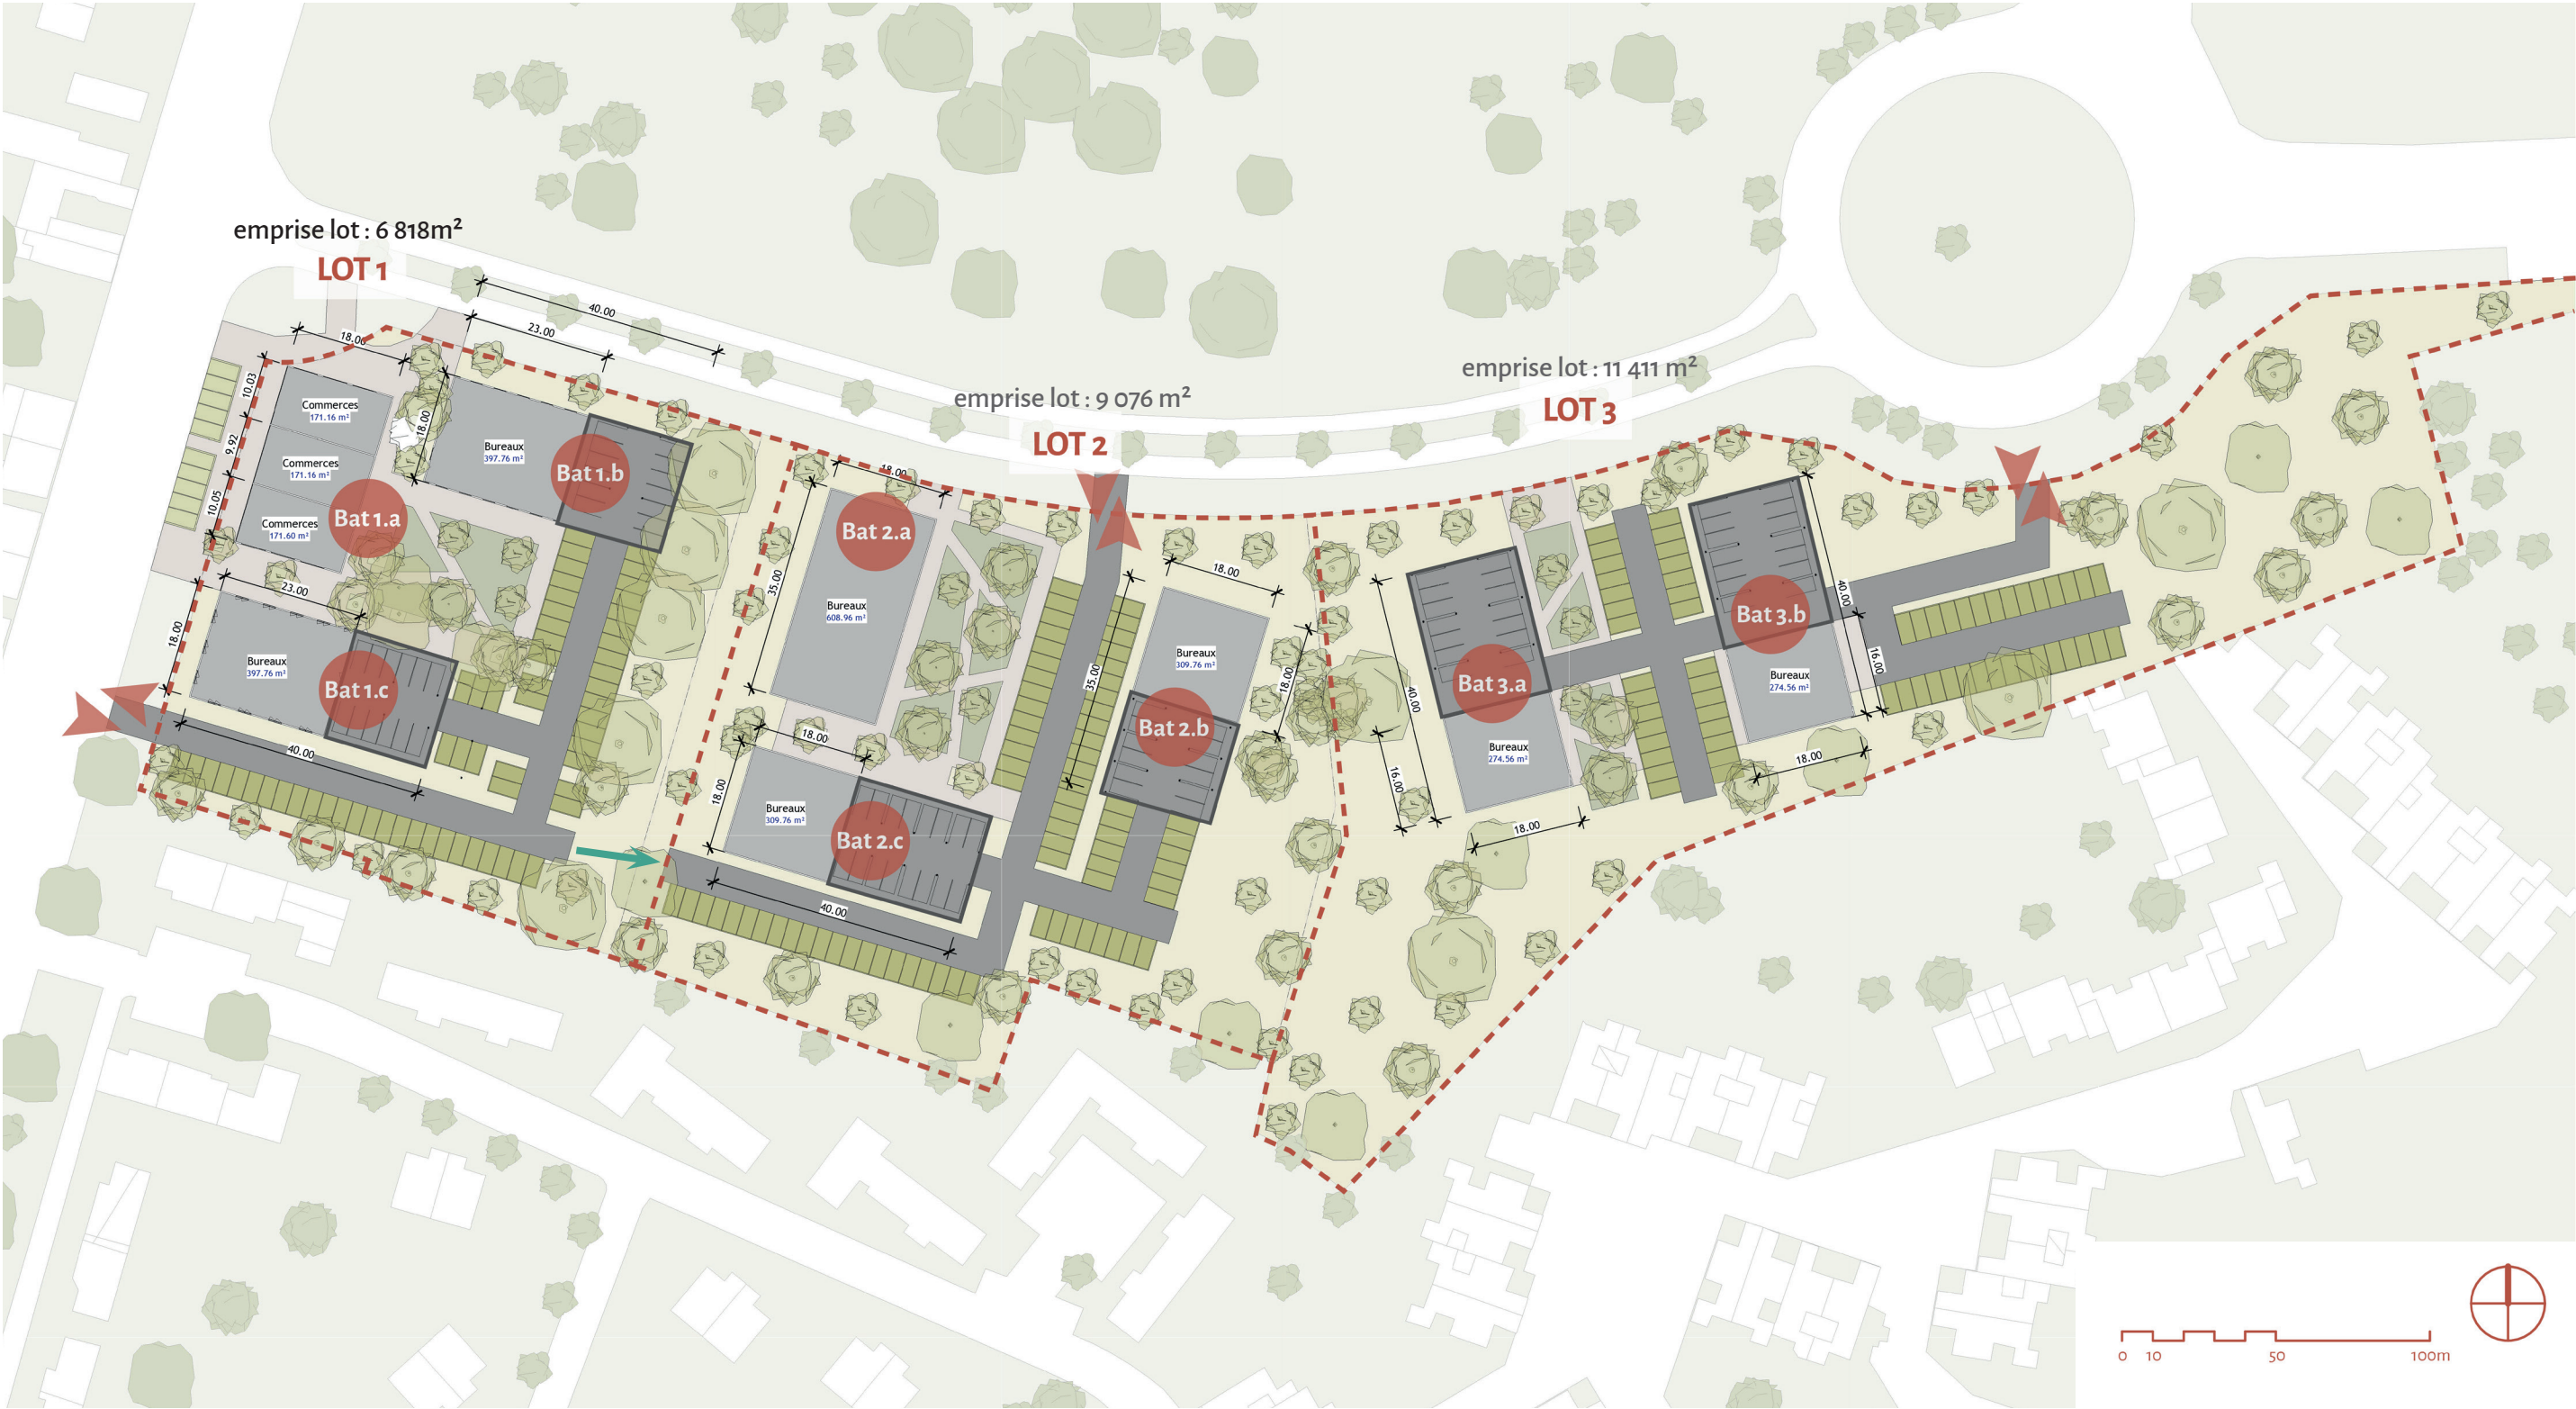 emprise lot : 6 818m²
LOT 1
40.00
23.00
18.00
10.03
9.92
10.05
18.00
Commerces
171.16 m²
Commerces
171.16 m²
Commerces
171.60 m²
Bat 1.a
Bureaux
397.76 m²
Bat 1.b
23.00
18.00
Bureaux
397.76 m²
Bat 1.c
40.00
emprise lot : 9 076 m²
LOT 2
18.00
35.00
Bat 2.a
Bureaux
608.96 m²
18.00
18.00
Bureaux
309.76 m²
Bat 2.c
40.00
35.00
18.00
Bureaux
309.76 m²
18.00
Bat 2.b
emprise lot : 11 411 m²
LOT 3
40.00
16.00
Bat 3.a
Bureaux
274.56 m²
18.00
Bat 3.b
40.00
16.00
Bureaux
274.56 m²
18.00
0 10 50 100m